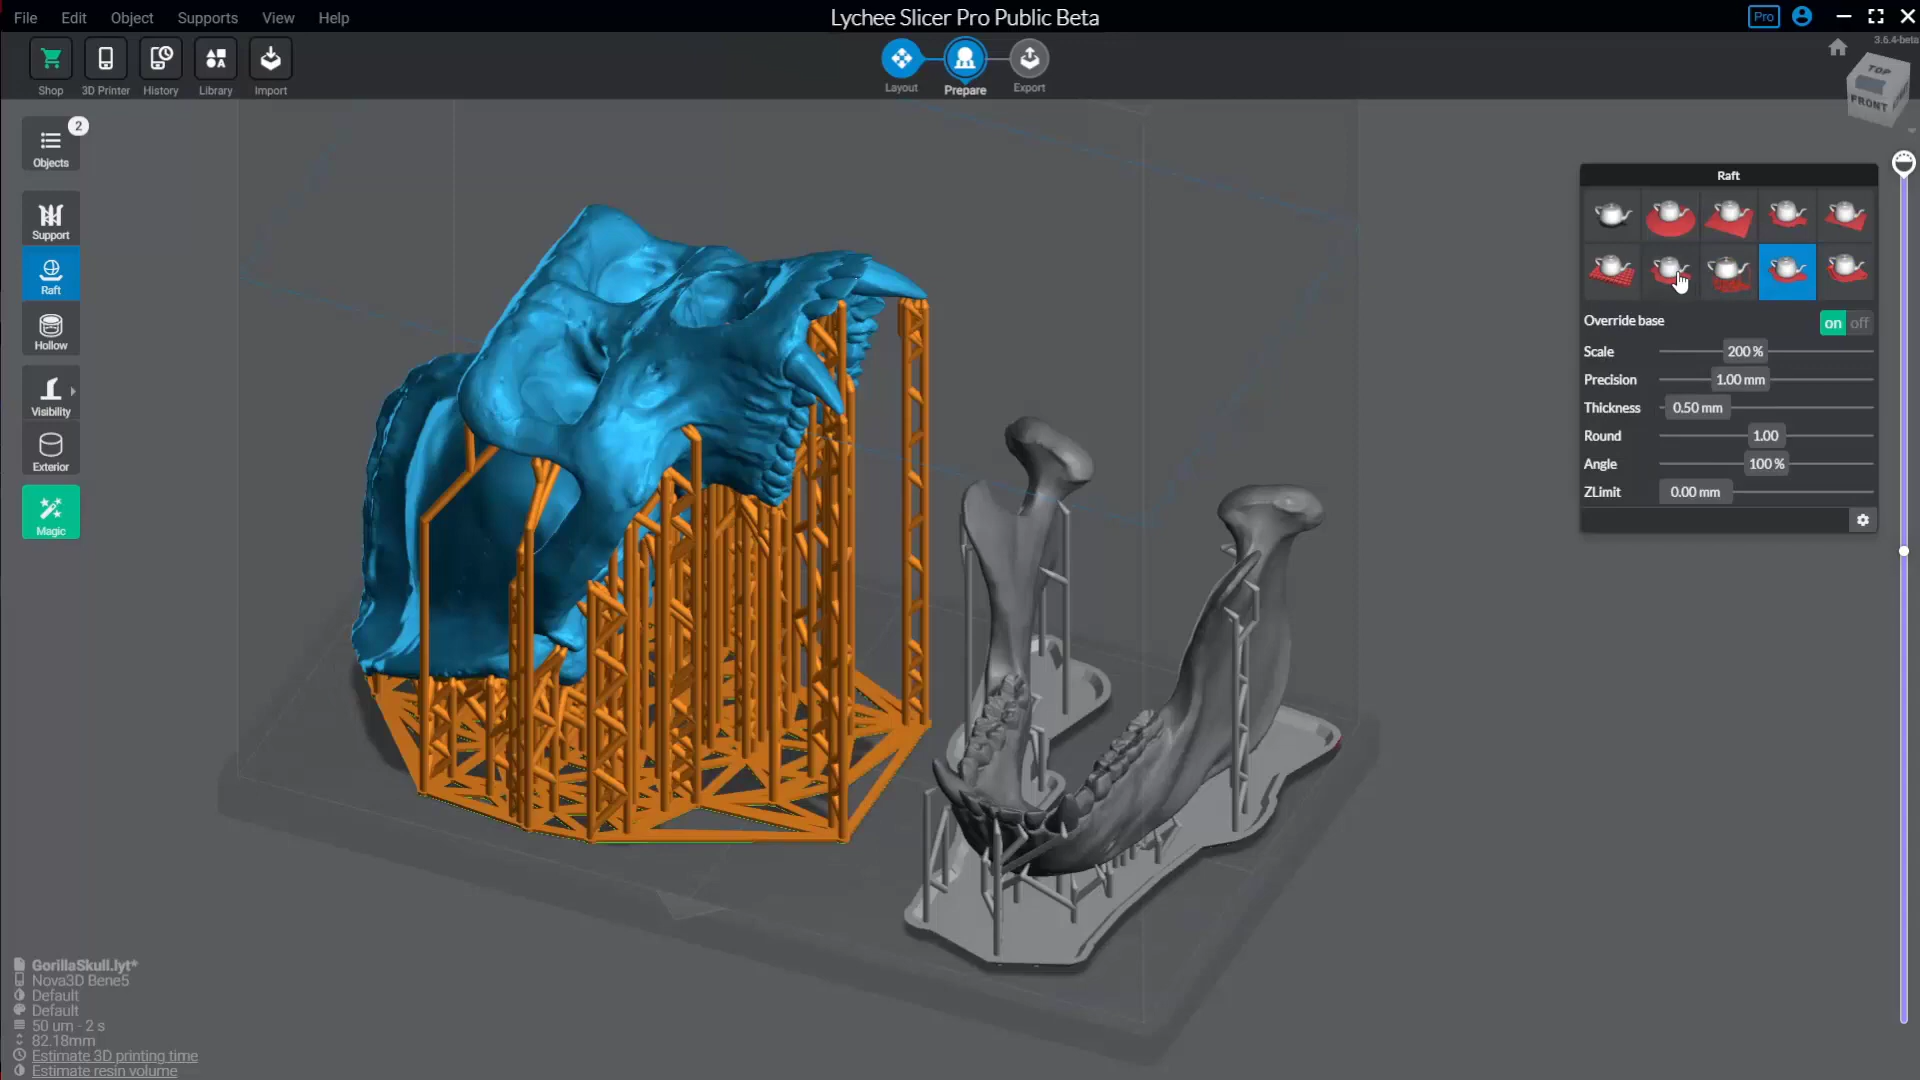 File Edit Object Supports View Help
Lychee Slicer Pro Public Beta
Pro
3.6.4-beta
Shop 3D Printer History Library Import
Layout Prepare Export
TOP
FRONT
2
Objects
Support
Raft
Hollow
Visibility
Exterior
Magic
Raft
Override base on off
Scale 200 %
Precision 1.00 mm
Thickness 0.50 mm
Round 1.00
Angle 100 %
ZLimit 0.00 mm
GorillaSkull.lyt*
Nova3D Bene5
Default
Default
50 um - 2 s
82.18mm
Estimate 3D printing time
Estimate resin volume